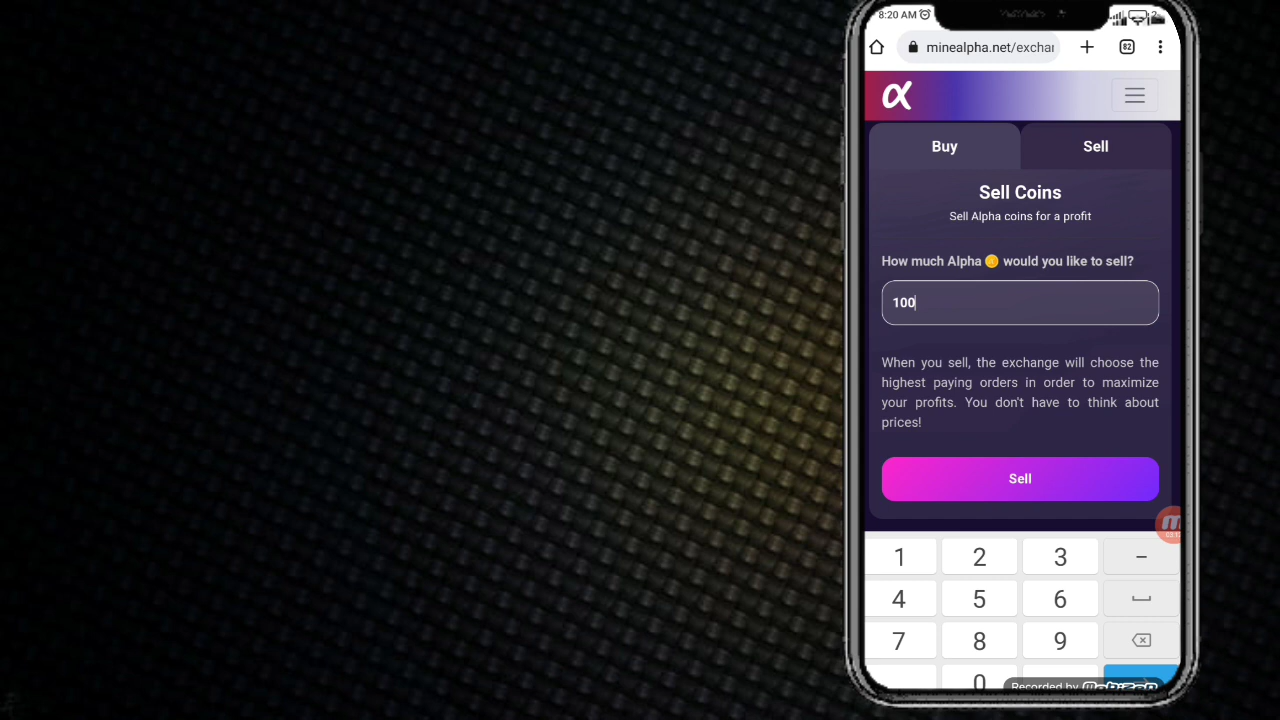 8:20 AM
minealpha.net/exchar
82
α
Buy
Sell
Sell Coins
Sell Alpha coins for a profit
How much Alpha would you like to sell?
100
When you sell, the exchange will choose the
highest paying orders in order to maximize
your profits. You don't have to think about
prices!
Sell
1 2 3 −
4 5 6
7 8 9
0
Recorded by mobizen